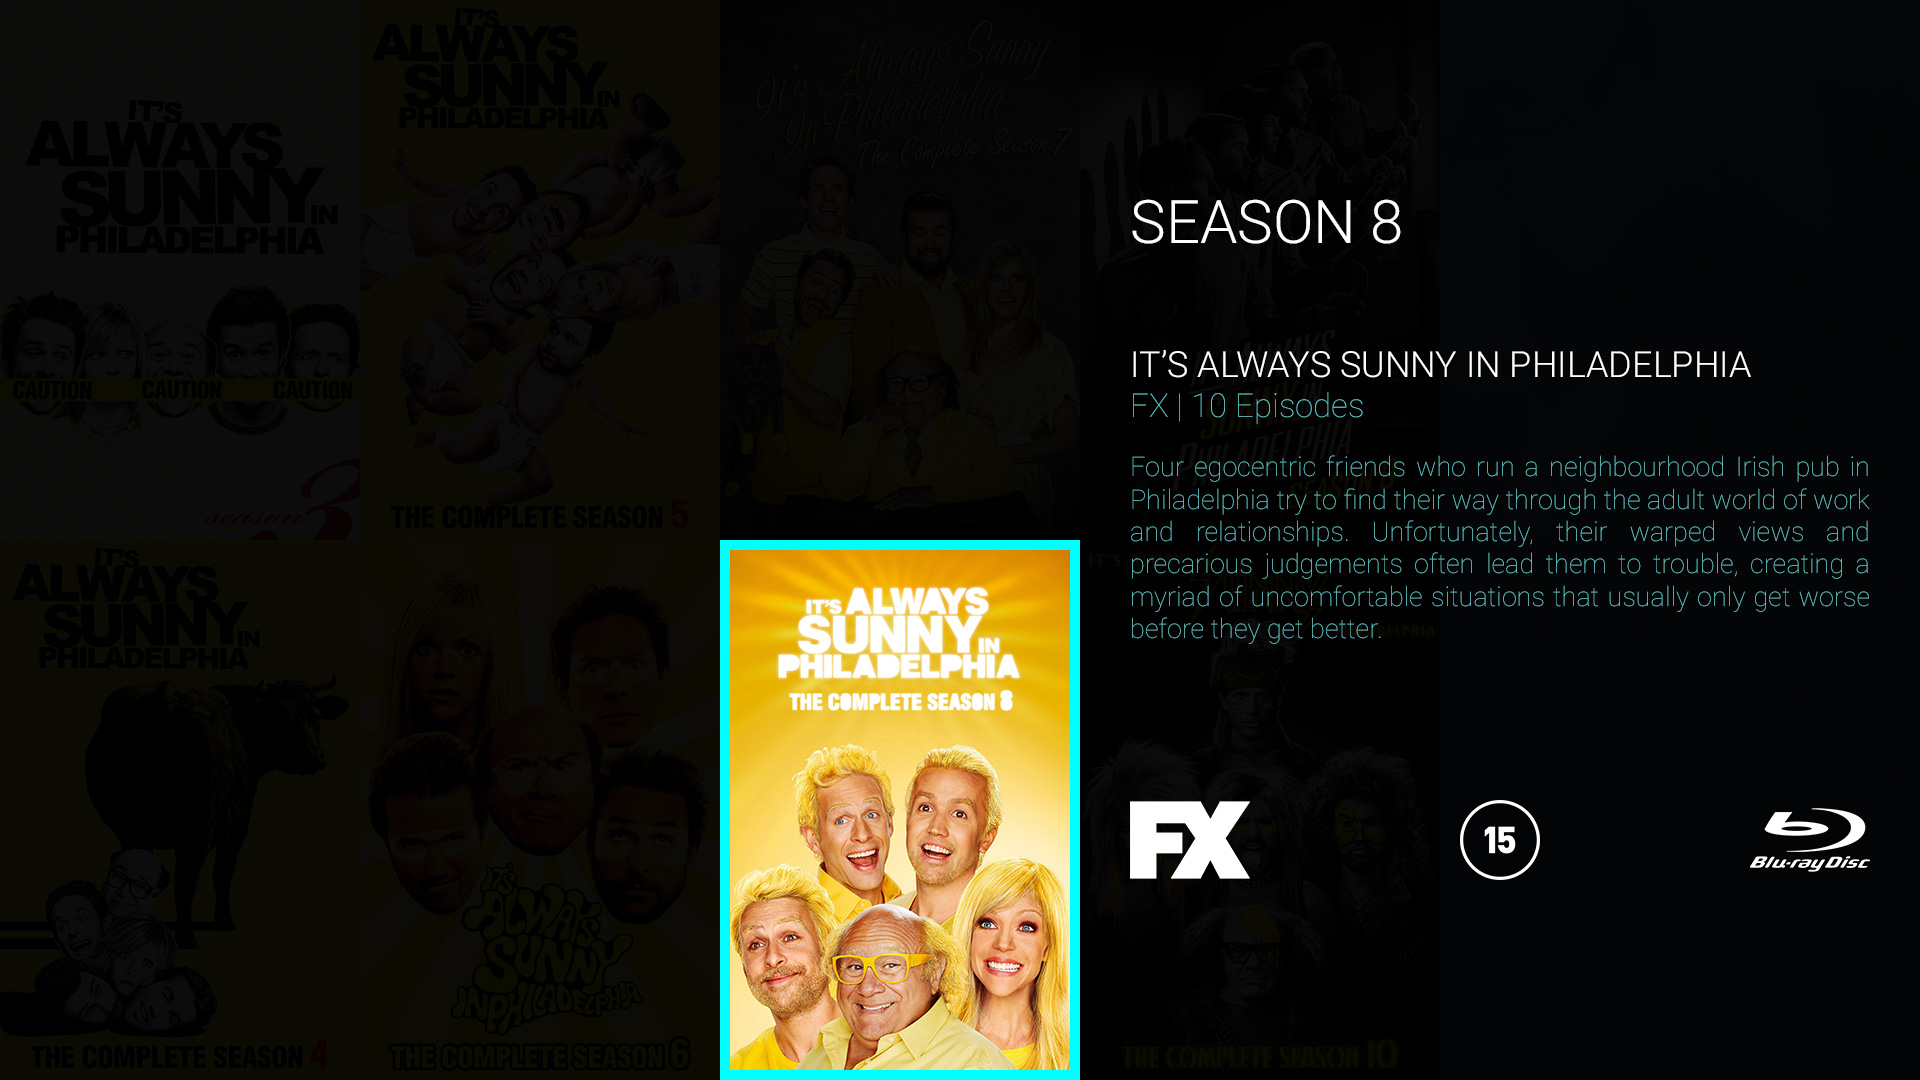 IT'S
ALWAYS
SUNNY IN
PHILADELPHIA
CAUTION CAUTION CAUTION
season 3
IT'S
ALWAYS
SUNNY IN
PHILADELPHIA
THE COMPLETE SEASON 5
It's Always Sunny
In Philadelphia
The Complete Season 7
IT'S
ALWAYS
SUNNY IN
PHILADELPHIA
THE COMPLETE SEASON 4
IT'S
ALWAYS
SUNNY
IN PHILADELPHIA
THE COMPLETE SEASON 6
IT'S ALWAYS
SUNNY IN
PHILADELPHIA
THE COMPLETE SEASON 8
SEASON 8
IT'S ALWAYS SUNNY IN PHILADELPHIA
FX | 10 Episodes
Four egocentric friends who run a neighbourhood Irish pub in
Philadelphia try to find their way through the adult world of work
and relationships. Unfortunately, their warped views and
precarious judgements often lead them to trouble, creating a
myriad of uncomfortable situations that usually only get worse
before they get better.
FX
15
Blu-ray Disc
THE COMPLETE SEASON 10